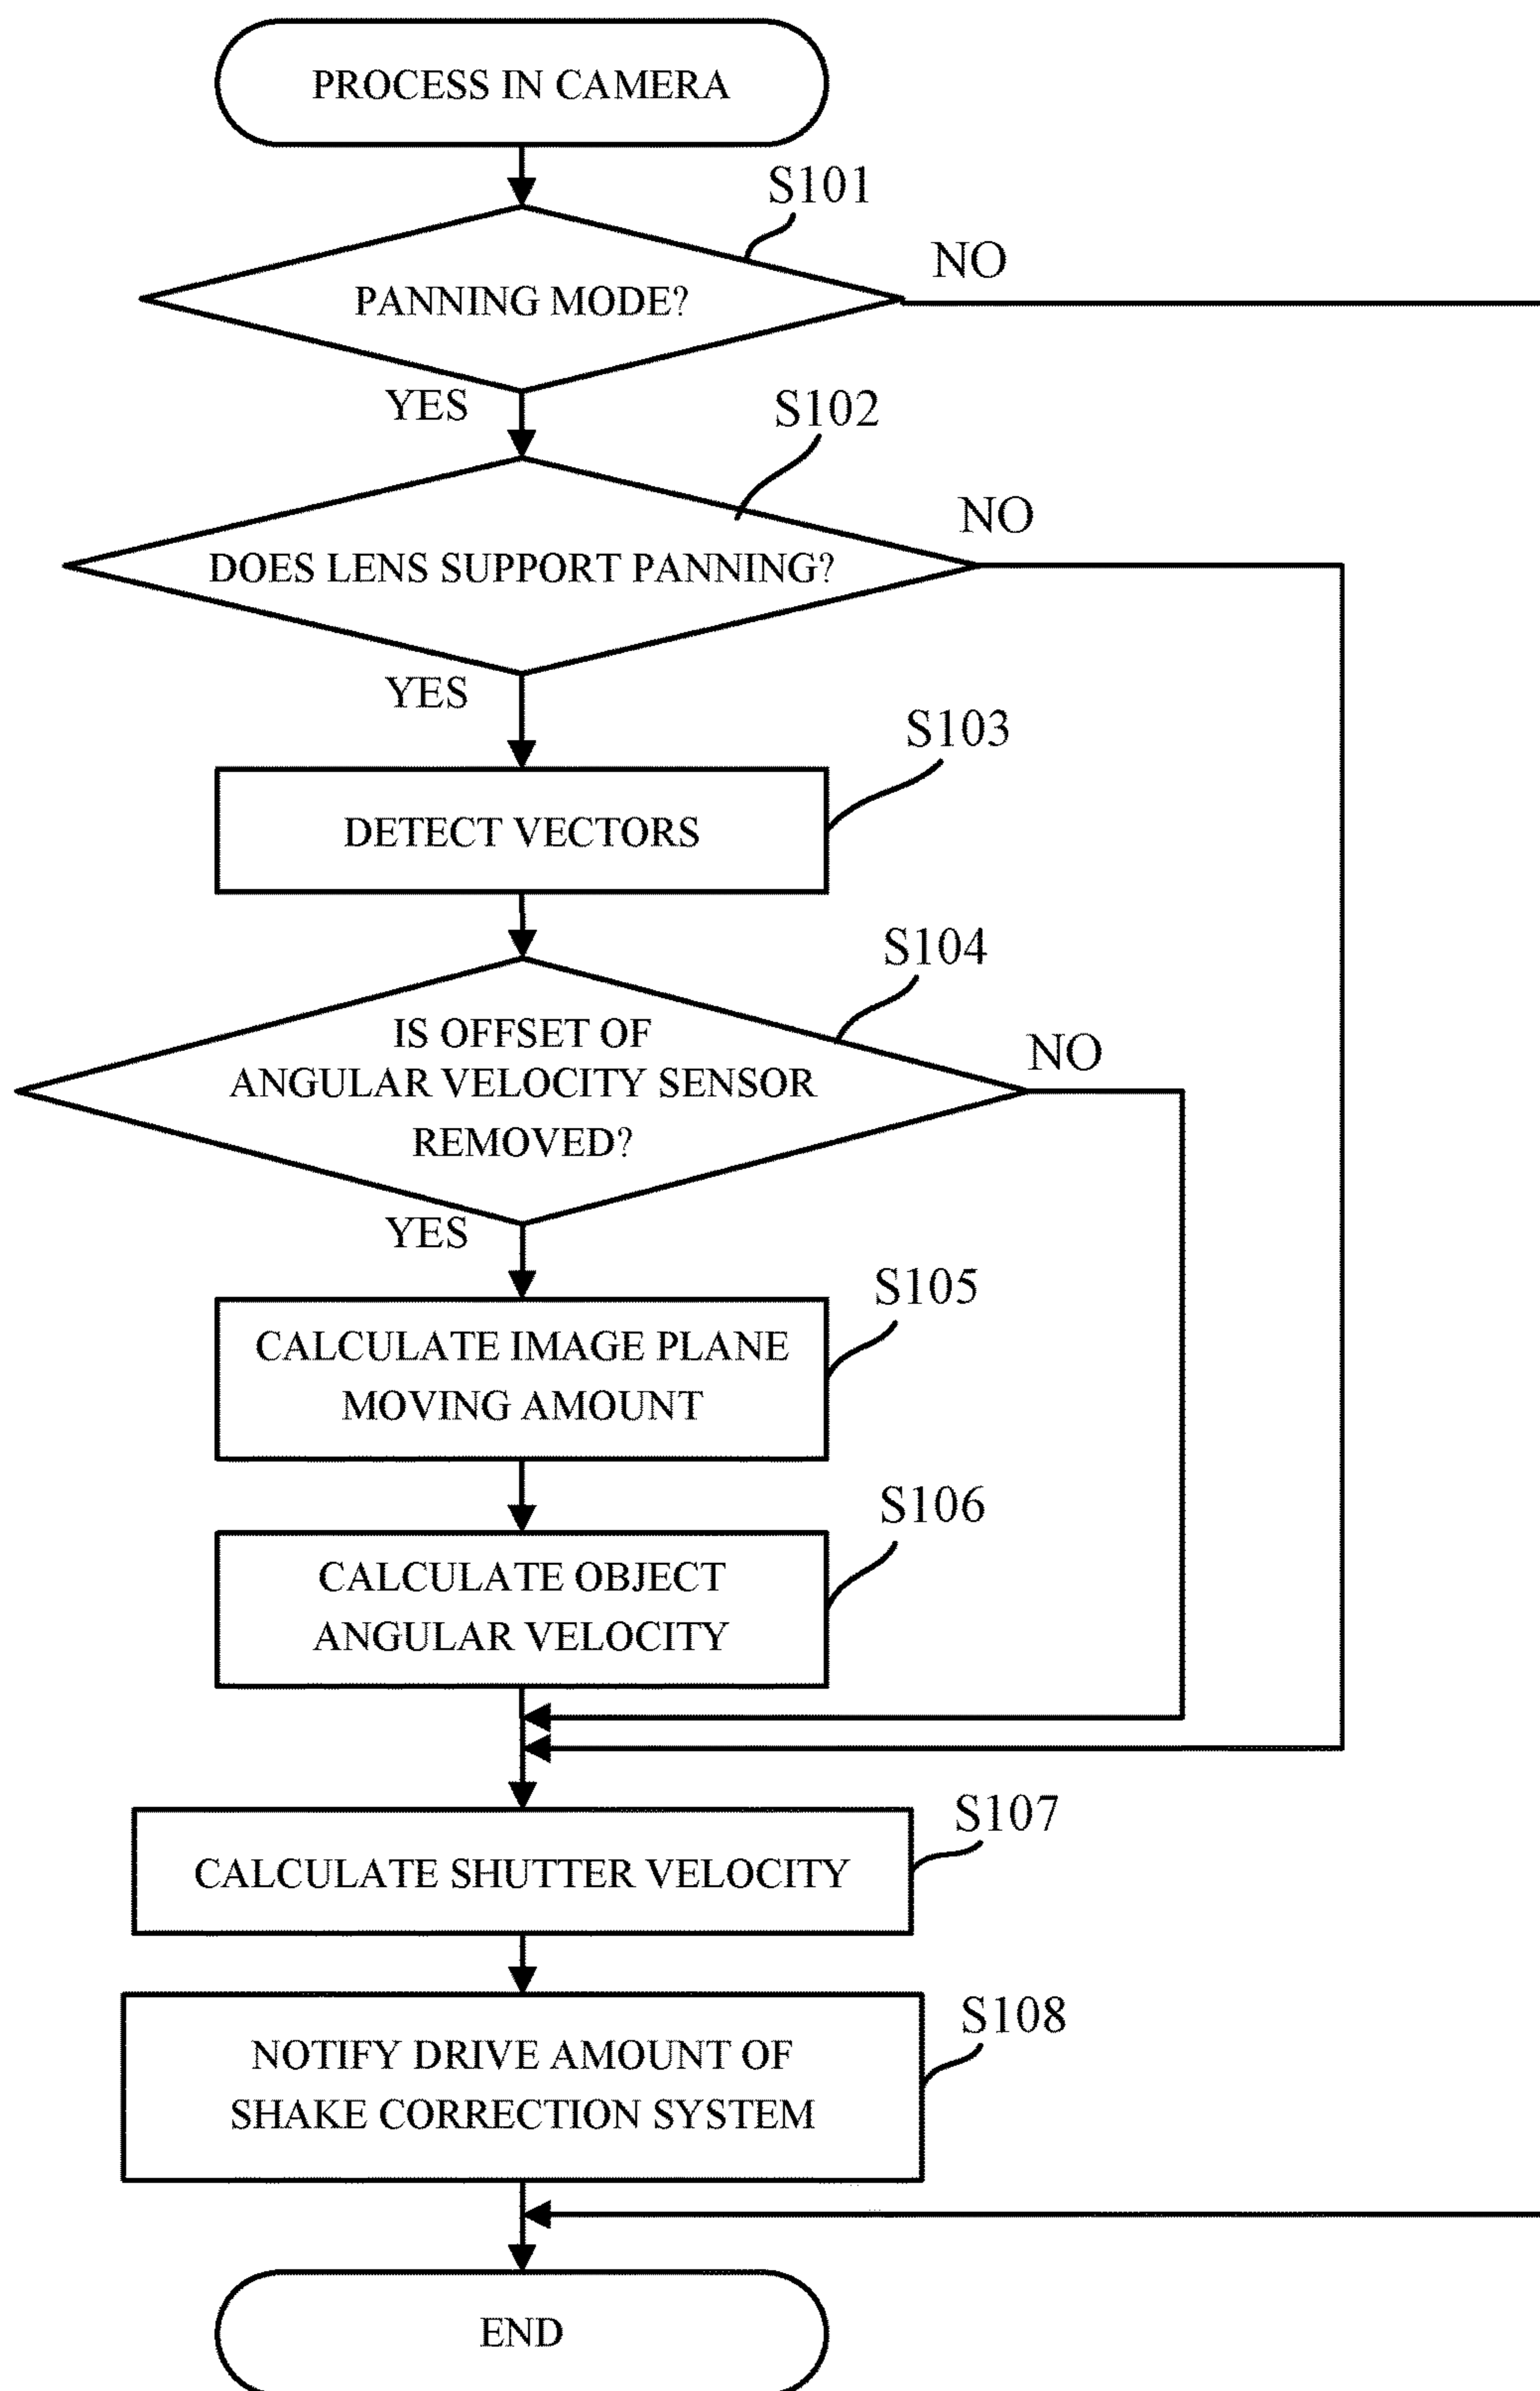 PROCESS IN CAMERA
S101
NO
PANNING MODE?
YES
S102
NO
DOES LENS SUPPORT PANNING?
YES
S103
DETECT VECTORS
S104
IS OFFSET OF
NO
ANGULAR VELOCITY SENSOR
REMOVED?
YES
S105
CALCULATE IMAGE PLANE
MOVING AMOUNT
S106
CALCULATE OBJECT
ANGULAR VELOCITY
S107
CALCULATE SHUTTER VELOCITY
S108
NOTIFY DRIVE AMOUNT OF
SHAKE CORRECTION SYSTEM
END